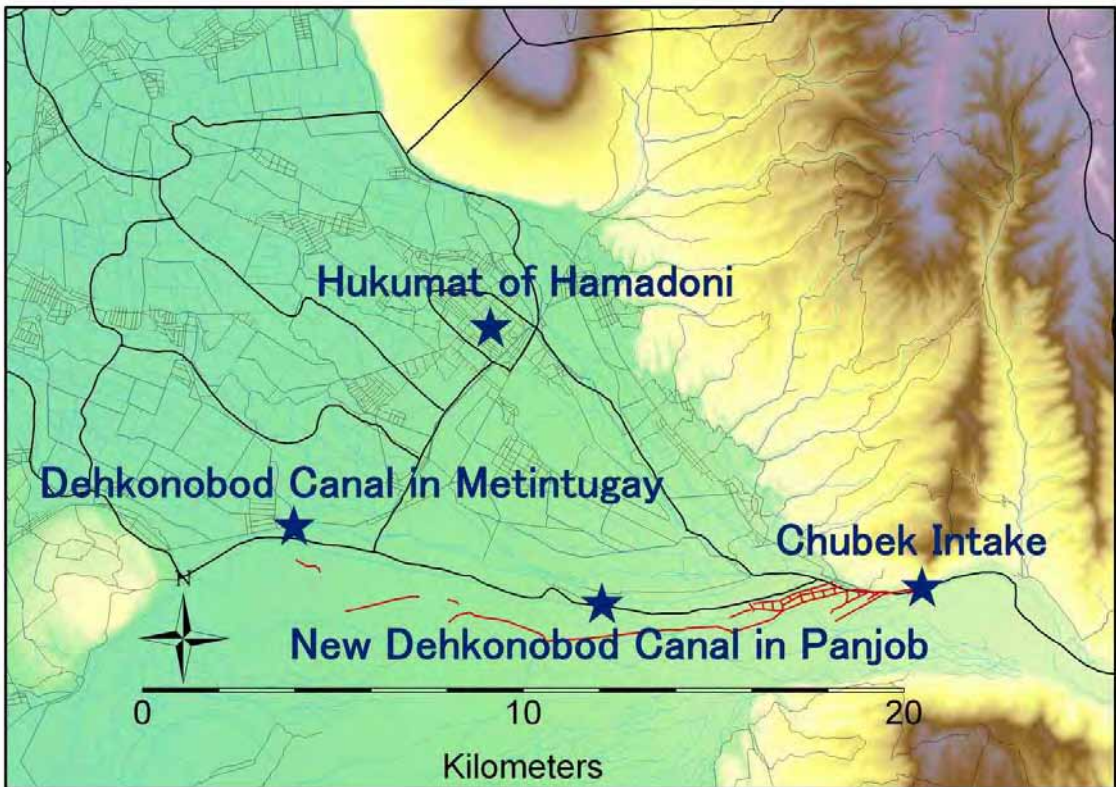 Hukumat of Hamadoni
Dehkonobod Canal in Metintugay
Chubek Intake
New Dehkonobod Canal in Panjob
N
0 10 20
Kilometers